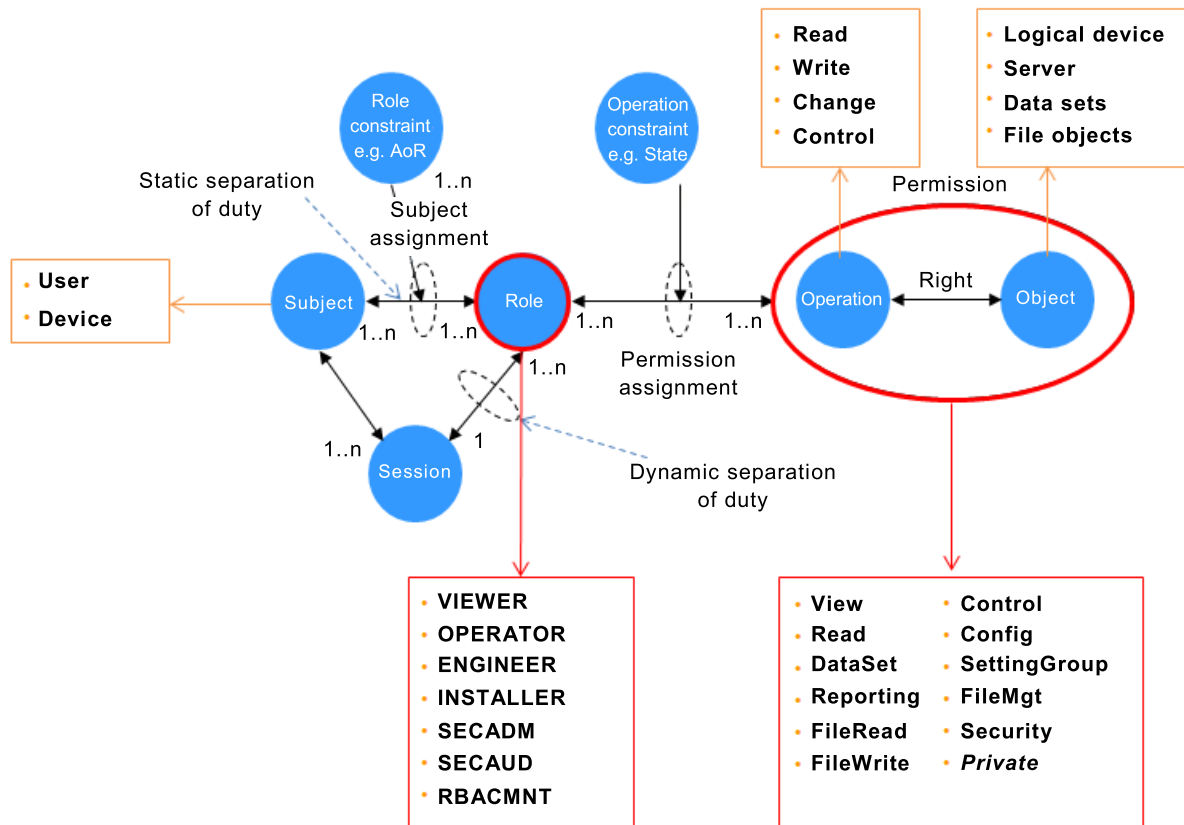 Read
Write
Change
Control
Logical device
Server
Data sets
File objects
Role
constraint
e.g. AoR
Operation
constraint
e.g. State
1..n
Static separation
of duty
Subject
assignment
Permission
User
Device
Subject
Role
Operation
Right
Object
1..n
1..n
1..n
1..n
1..n
Permission
assignment
1..n
1
Session
Dynamic separation
of duty
VIEWER
OPERATOR
ENGINEER
INSTALLER
SECADM
SECAUD
RBACMNT
View
Read
DataSet
Reporting
FileRead
FileWrite
Control
Config
SettingGroup
FileMgt
Security
Private